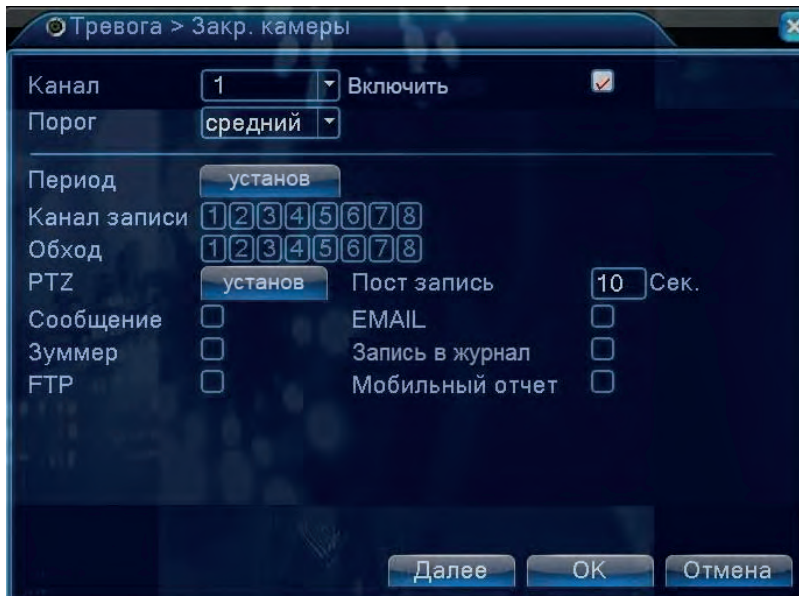 Тревога > Закр. камеры
Канал 1 Включить
Порог средний
Период установ
Канал записи 1 2 3 4 5 6 7 8
Обход 1 2 3 4 5 6 7 8
PTZ установ Пост запись 10 Сек.
Сообщение EMAIL
Зуммер Запись в журнал
FTP Мобильный отчет
Далее OK Отмена